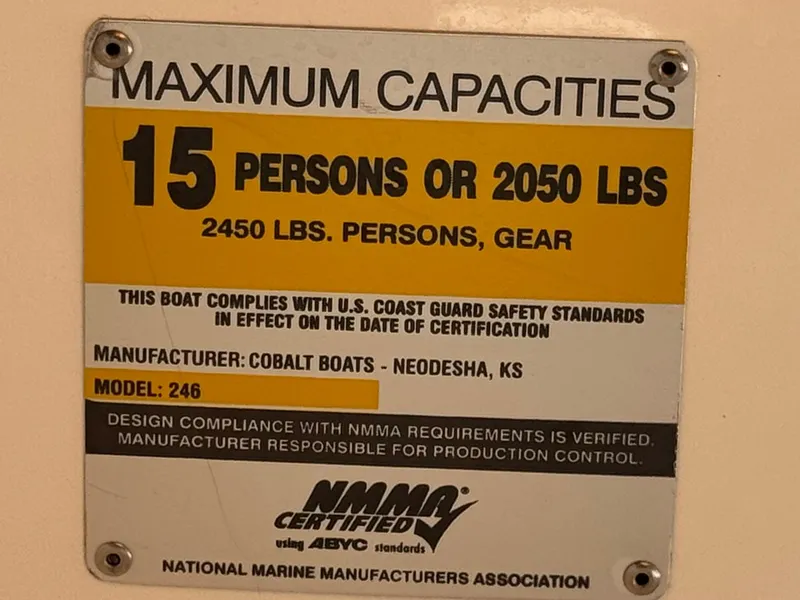 MAXIMUM CAPACITIES
15 PERSONS OR 2050 LBS
2450 LBS. PERSONS, GEAR
THIS BOAT COMPLIES WITH U.S. COAST GUARD SAFETY STANDARDS
IN EFFECT ON THE DATE OF CERTIFICATION
MANUFACTURER: COBALT BOATS - NEODESHA, KS
MODEL: 246
DESIGN COMPLIANCE WITH NMMA REQUIREMENTS IS VERIFIED.
MANUFACTURER RESPONSIBLE FOR PRODUCTION CONTROL.
NMMA®
CERTIFIED
using ABYC standards
NATIONAL MARINE MANUFACTURERS ASSOCIATION